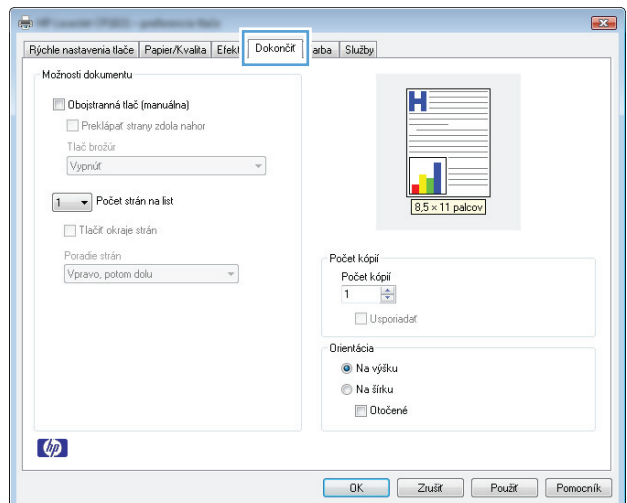 Rýchle nastavenia tlače
Papier/Kvalita
Dokončiť
Služby
Možnosti dokumentu
Obojstranná tlač (manuálna)
Preklápať strany zdola nahor
Tlač brožúr
Vypnúť
1
Počet strán na list
Tlačiť okraje strán
Poradie strán
Vpravo, potom dolu
H
8,5 × 11 palcov
Počet kópií
Počet kópií
1
Usporiadať
Orientácia
Na výšku
Na šírku
Otočené
hp
OK
Zrušiť
Použiť
Pomocník